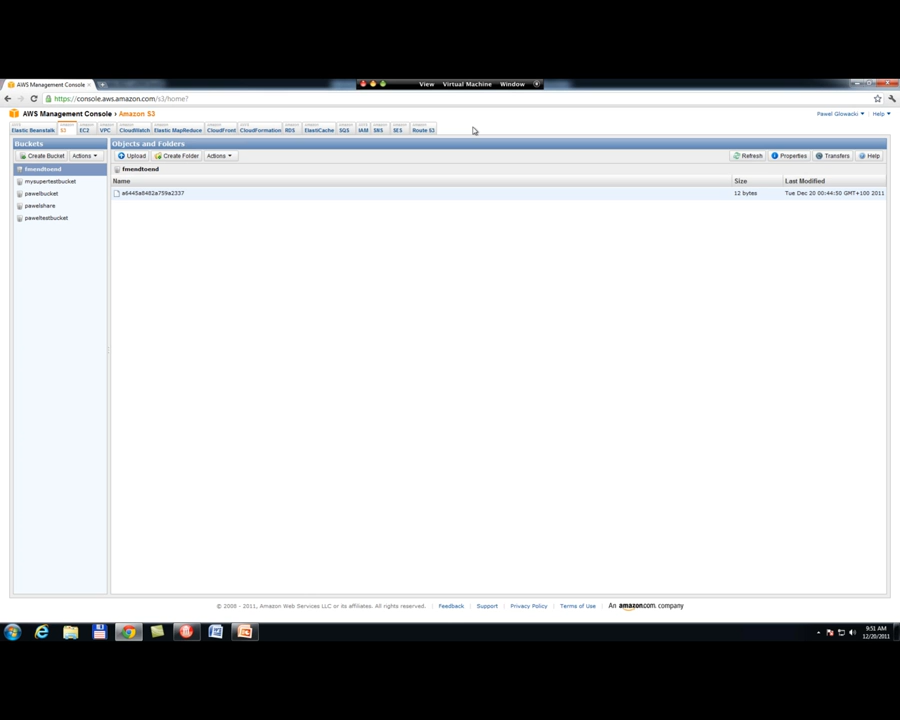 AWS Management Console
View Virtual Machine Window
https://console.aws.amazon.com/s3/home?
AWS Management Console › Amazon S3
Pawel Glowacki Help
Elastic Beanstalk S3 EC2 VPC CloudWatch Elastic MapReduce CloudFront CloudFormation RDS ElastiCache SQS IAM SNS SES Route 53
Buckets
Objects and Folders
Create Bucket Actions
Upload Create Folder Actions
Refresh Properties Transfers Help
fmendtoend
mysupertestbucket
pawelbucket
pawelshare
paweltestbucket
fmendtoend
Name Size Last Modified
a6445a8482a759a2337 12 bytes Tue Dec 20 00:44:50 GMT+100 2011
© 2008 - 2011, Amazon Web Services LLC or its affiliates. All rights reserved. Feedback Support Privacy Policy Terms of Use An amazon.com company
9:51 AM
12/20/2011